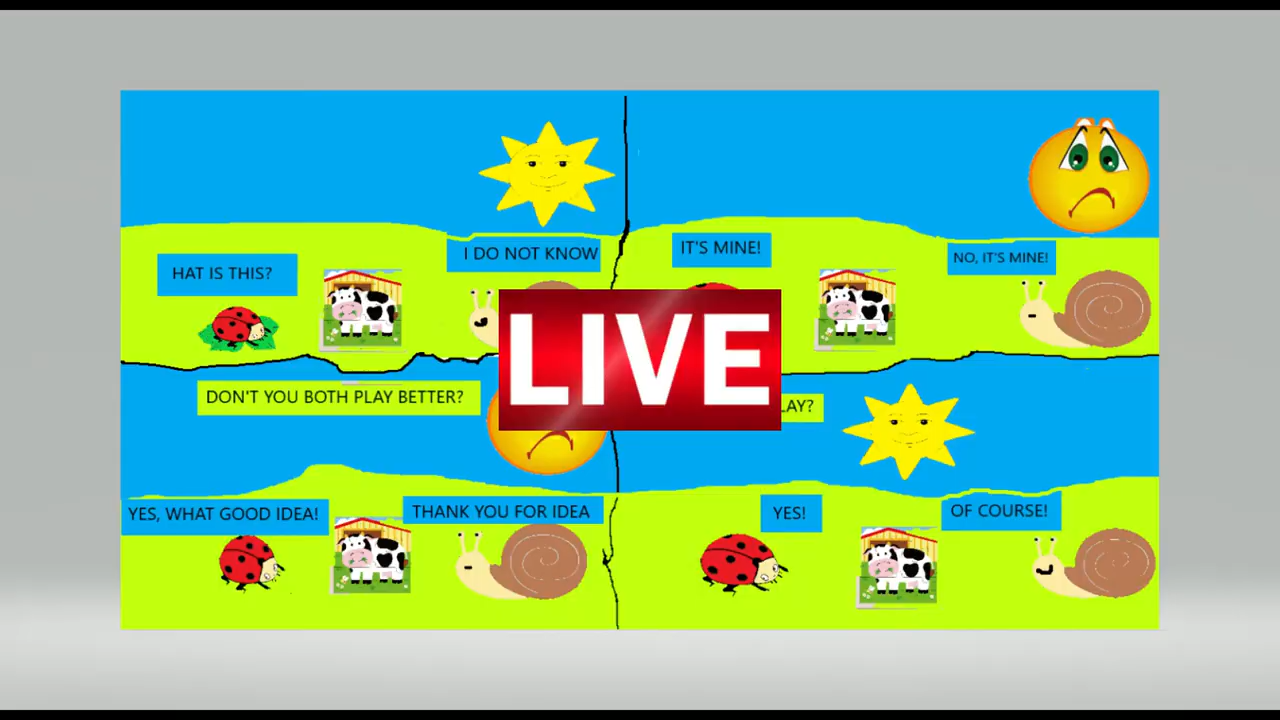 HAT IS THIS?
I DO NOT KNOW
IT'S MINE!
NO, IT'S MINE!
LIVE
DON'T YOU BOTH PLAY BETTER?
YES, WHAT GOOD IDEA!
THANK YOU FOR IDEA
YES!
OF COURSE!